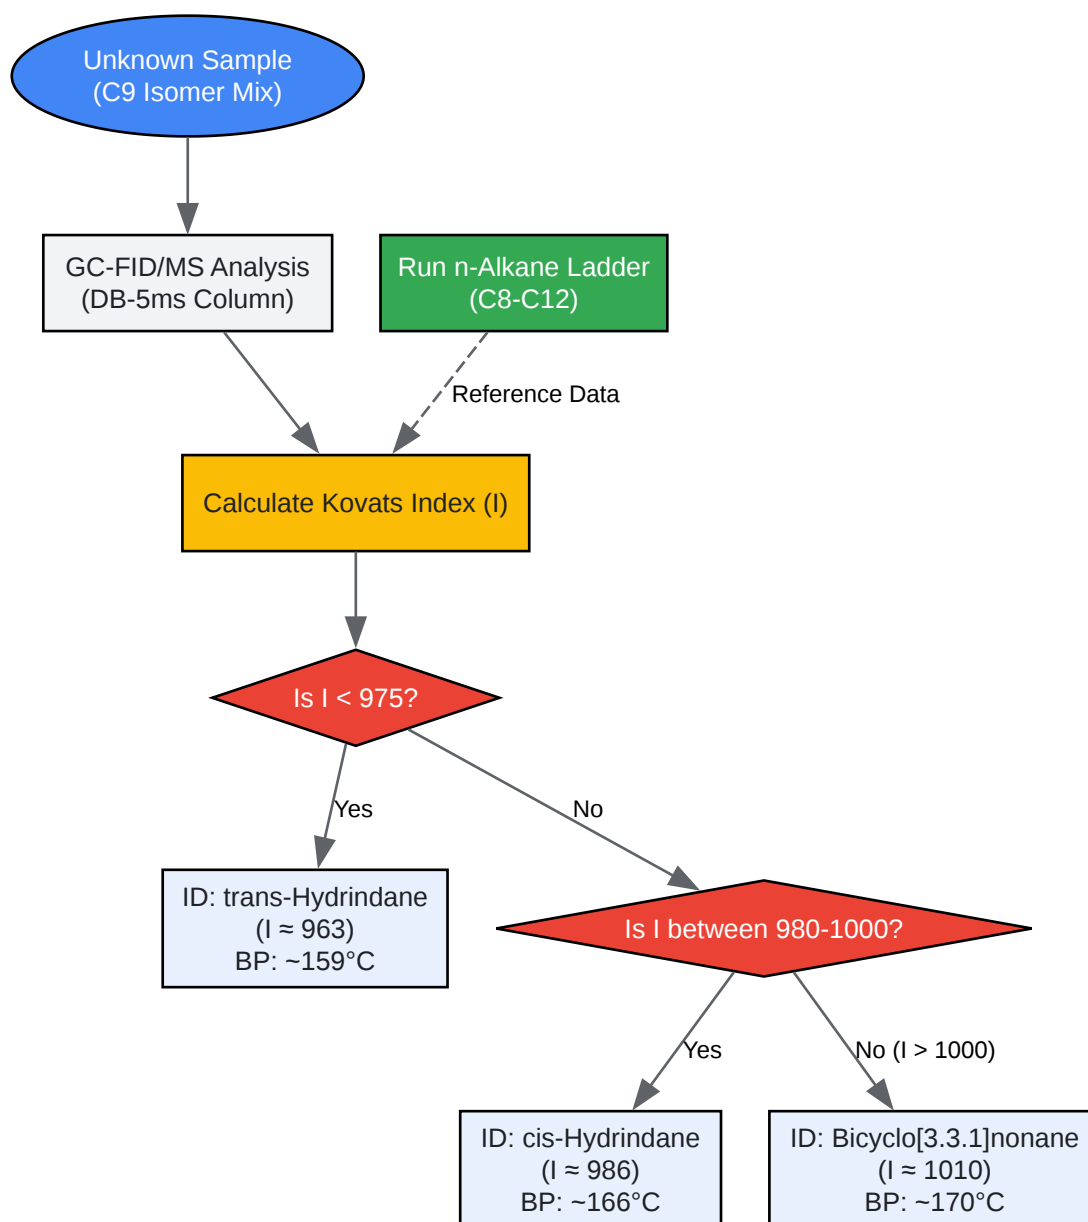 Unknown Sample
(C9 Isomer Mix)
GC-FID/MS Analysis
(DB-5ms Column)
Run n-Alkane Ladder
(C8-C12)
Reference Data
Calculate Kovats Index (I)
Is I < 975?
Yes
No
ID: trans-Hydrindane
(I ≈ 963)
BP: ~159°C
Is I between 980-1000?
Yes
No (I > 1000)
ID: cis-Hydrindane
(I ≈ 986)
BP: ~166°C
ID: Bicyclo[3.3.1]nonane
(I ≈ 1010)
BP: ~170°C